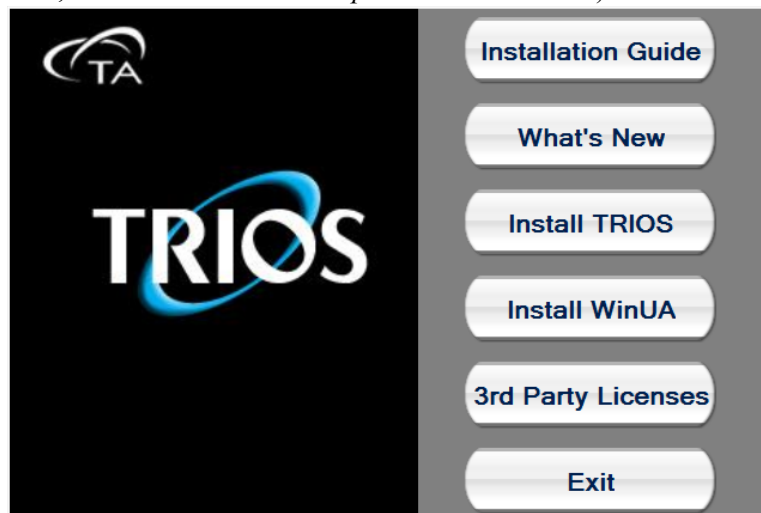 TA
TRIOS
Installation Guide
What's New
Install TRIOS
Install WinUA
3rd Party Licenses
Exit